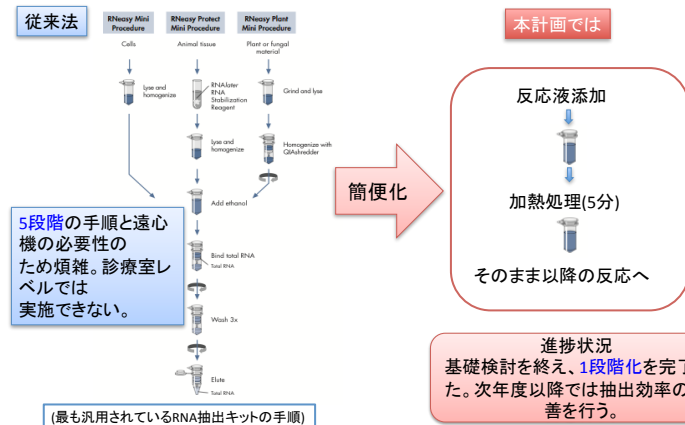 従来法
RNeasy Mini
Procedure
RNeasy Protect
Mini Procedure
RNeasy Plant
Mini Procedure
Cells
Animal tissue
Plant or fungal
material
Lyse and
homogenize
RNAlater
RNA
Stabilization
Reagent
Grind and lyse
Lyse and
homogenize
Homogenize with
QIAshredder
Add ethanol
Bind total RNA
Total RNA
Wash 3x
Elute
Total RNA
5段階の手順と遠心
機の必要性の
ため煩雑。診療室レ
ベルでは
実施できない。
(最も汎用されているRNA抽出キットの手順)
簡便化
本計画では
反応液添加
加熱処理(5分)
そのまま以降の反応へ
進捗状況
基礎検討を終え、1段階化を完了
た。次年度以降では抽出効率の
善を行う。